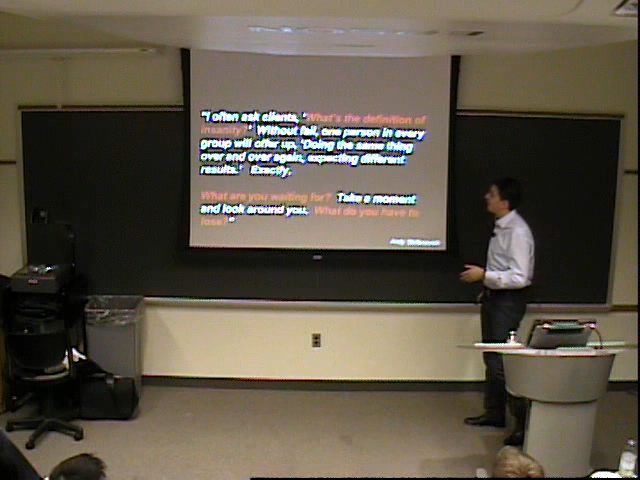 "I often ask clients, 'What's the definition of
insanity?' Without fail, one person in every
group will offer up, 'Doing the same thing
over and over again, expecting different
results.' Exactly.
What are you waiting for? Take a moment
and look around you. What do you have to
lose?"
Andy